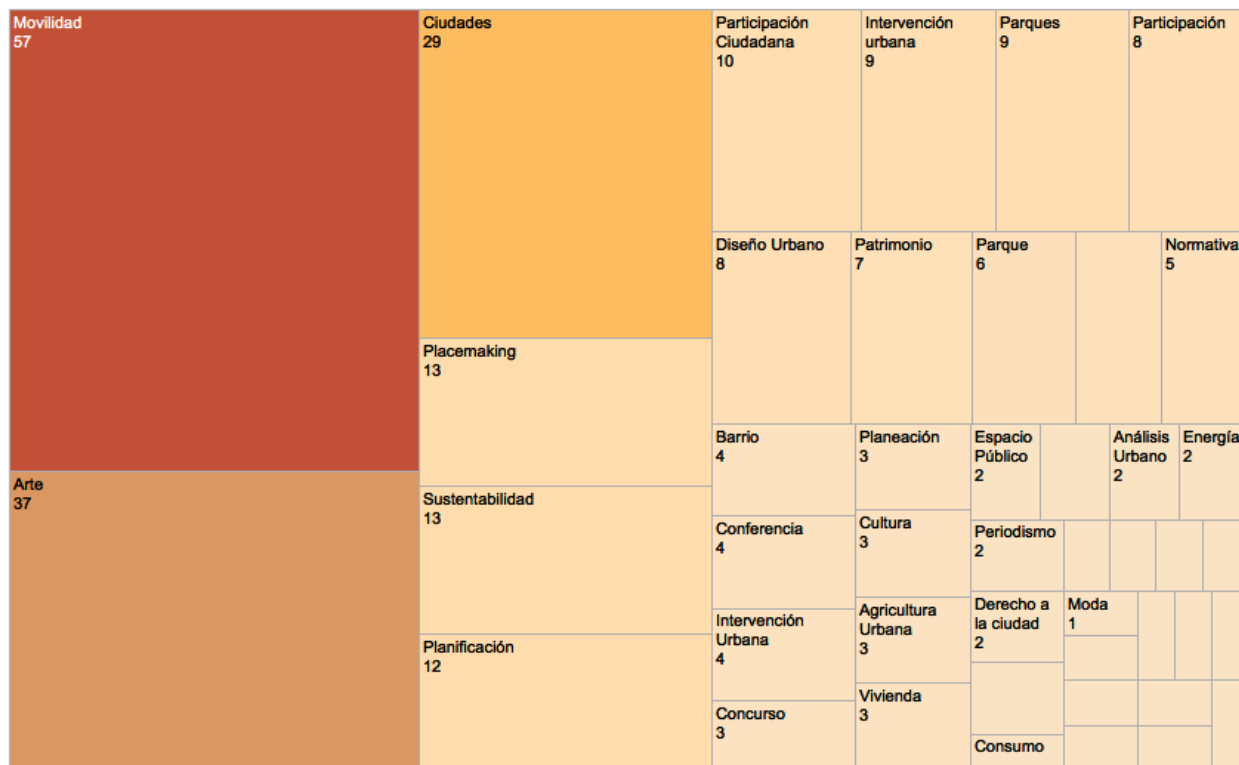 Movilidad
57
Ciudades
29
Participación
Ciudadana
10
Intervención
urbana
9
Parques
9
Participación
8
Diseño Urbano
8
Patrimonio
7
Parque
6
Normativa
5
Placemaking
13
Barrio
4
Planeación
3
Espacio
Público
2
Análisis
Urbano
2
Energía
2
Arte
37
Sustentabilidad
13
Conferencia
4
Cultura
3
Periodismo
2
Intervención
Urbana
4
Agricultura
Urbana
3
Derecho a
la ciudad
2
Moda
1
Planificación
12
Concurso
3
Vivienda
3
Consumo